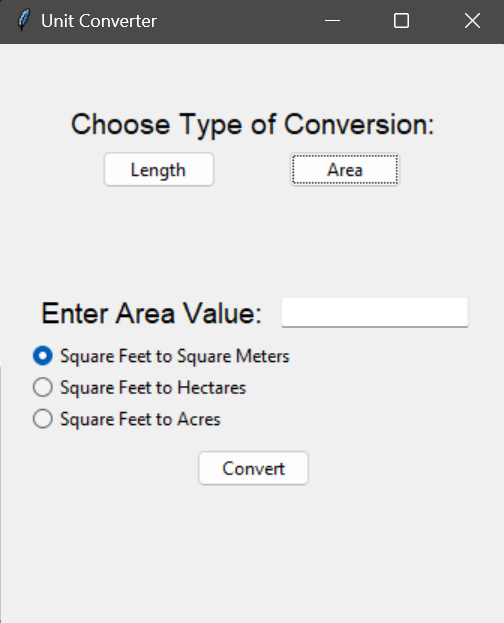 Unit Converter
Choose Type of Conversion:
Length Area
Enter Area Value:
Square Feet to Square Meters
Square Feet to Hectares
Square Feet to Acres
Convert